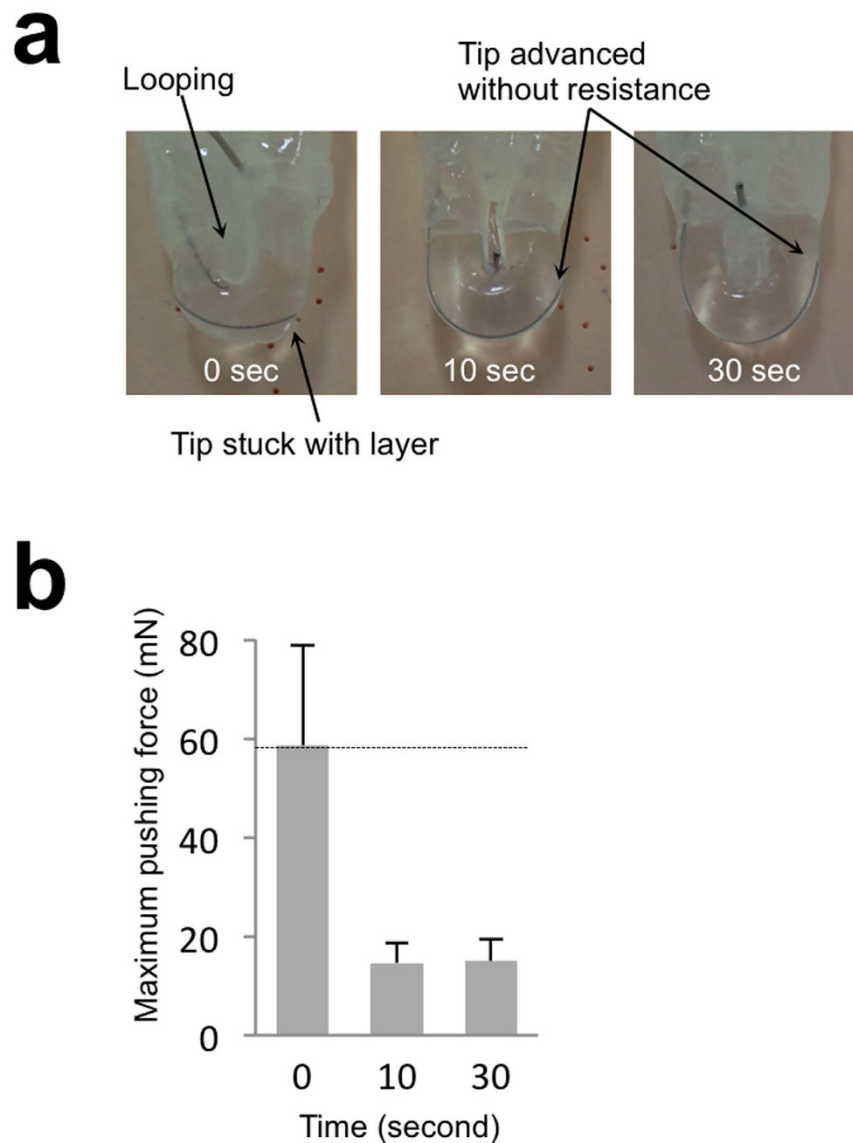 a
Looping
Tip advanced
without resistance
0 sec
10 sec
30 sec
Tip stuck with layer
b
Maximum pushing force (mN)
80
60
40
20
0
0 10 30
Time (second)